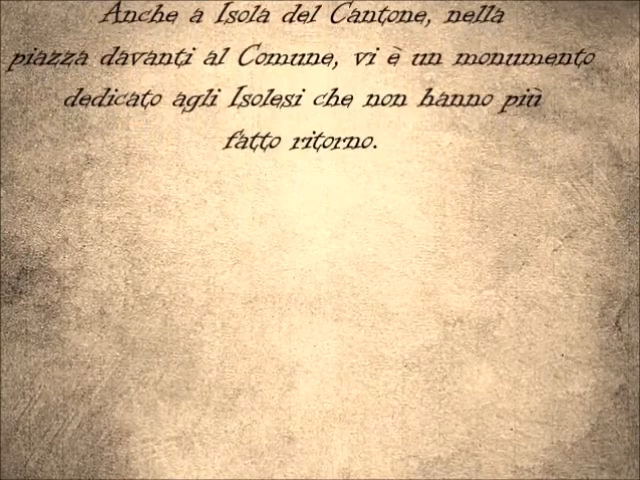 Anche a Isola del Cantone, nella
piazza davanti al Comune, vi è un monumento
dedicato agli Isolesi che non hanno più
fatto ritorno.